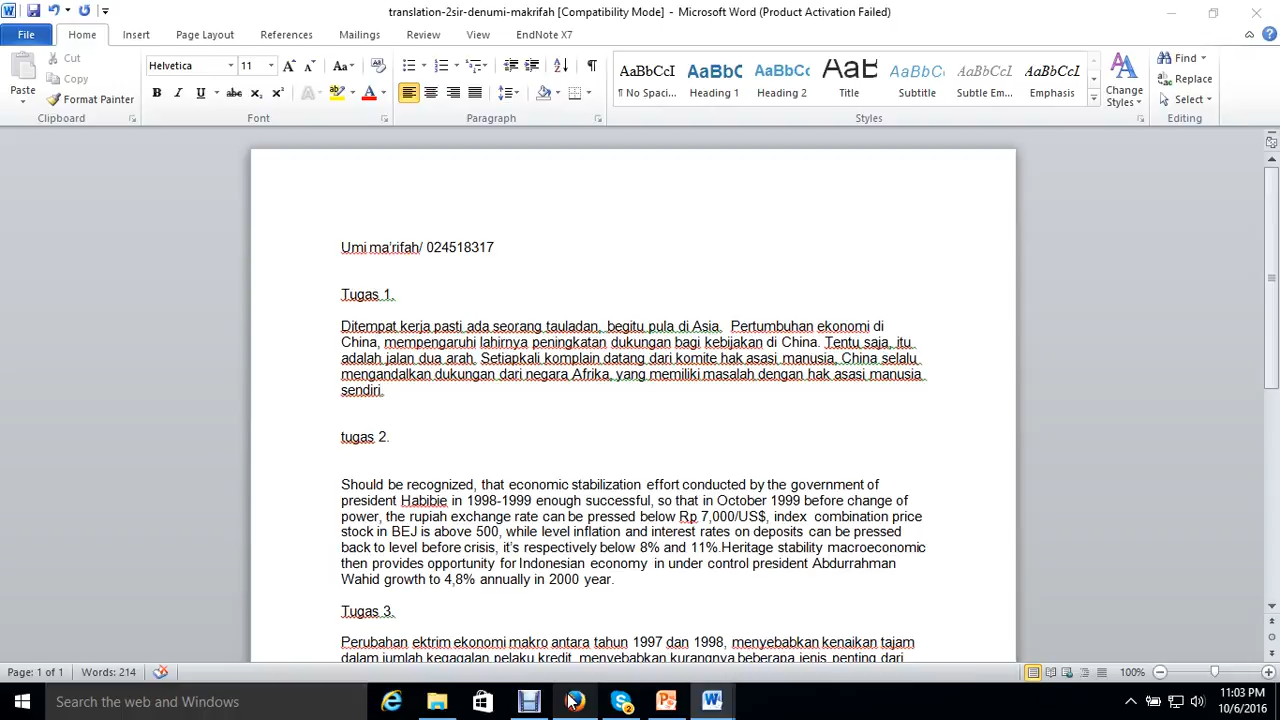 translation-2sir-denumi-makrifah [Compatibility Mode] - Microsoft Word (Product Activation Failed)
File Home Insert Page Layout References Mailings Review View EndNote X7
Paste
Cut
Copy
Format Painter
Clipboard
Helvetica 11
Font
Paragraph
AaBbCcI AaBbC AaBbCc AaB AaBbCcI AaBbCcI AaBbCcI
¶ No Spaci... Heading 1 Heading 2 Title Subtitle Subtle Em... Emphasis
Styles
Change Styles
Find
Replace
Select
Editing
Umi ma'rifah/ 024518317
Tugas 1.
Ditempat kerja pasti ada seorang tauladan, begitu pula di Asia. Pertumbuhan ekonomi di
China, mempengaruhi lahirnya peningkatan dukungan bagi kebijakan di China. Tentu saja, itu
adalah jalan dua arah. Setiapkali komplain datang dari komite hak asasi manusia, China selalu
mengandalkan dukungan dari negara Afrika, yang memiliki masalah dengan hak asasi manusia
sendiri.
tugas 2.
Should be recognized, that economic stabilization effort conducted by the government of
president Habibie in 1998-1999 enough successful, so that in October 1999 before change of
power, the rupiah exchange rate can be pressed below Rp 7,000/US$, index combination price
stock in BEJ is above 500, while level inflation and interest rates on deposits can be pressed
back to level before crisis, it's respectively below 8% and 11%.Heritage stability macroeconomic
then provides opportunity for Indonesian economy in under control president Abdurrahman
Wahid growth to 4,8% annually in 2000 year.
Tugas 3.
Perubahan ektrim ekonomi makro antara tahun 1997 dan 1998, menyebabkan kenaikan tajam
dalam jumlah kegagalan pelaku kredit, menyebabkan kurangnya beberapa jenis penting dari
Page: 1 of 1 Words: 214 100%
Search the web and Windows
11:03 PM
10/6/2016